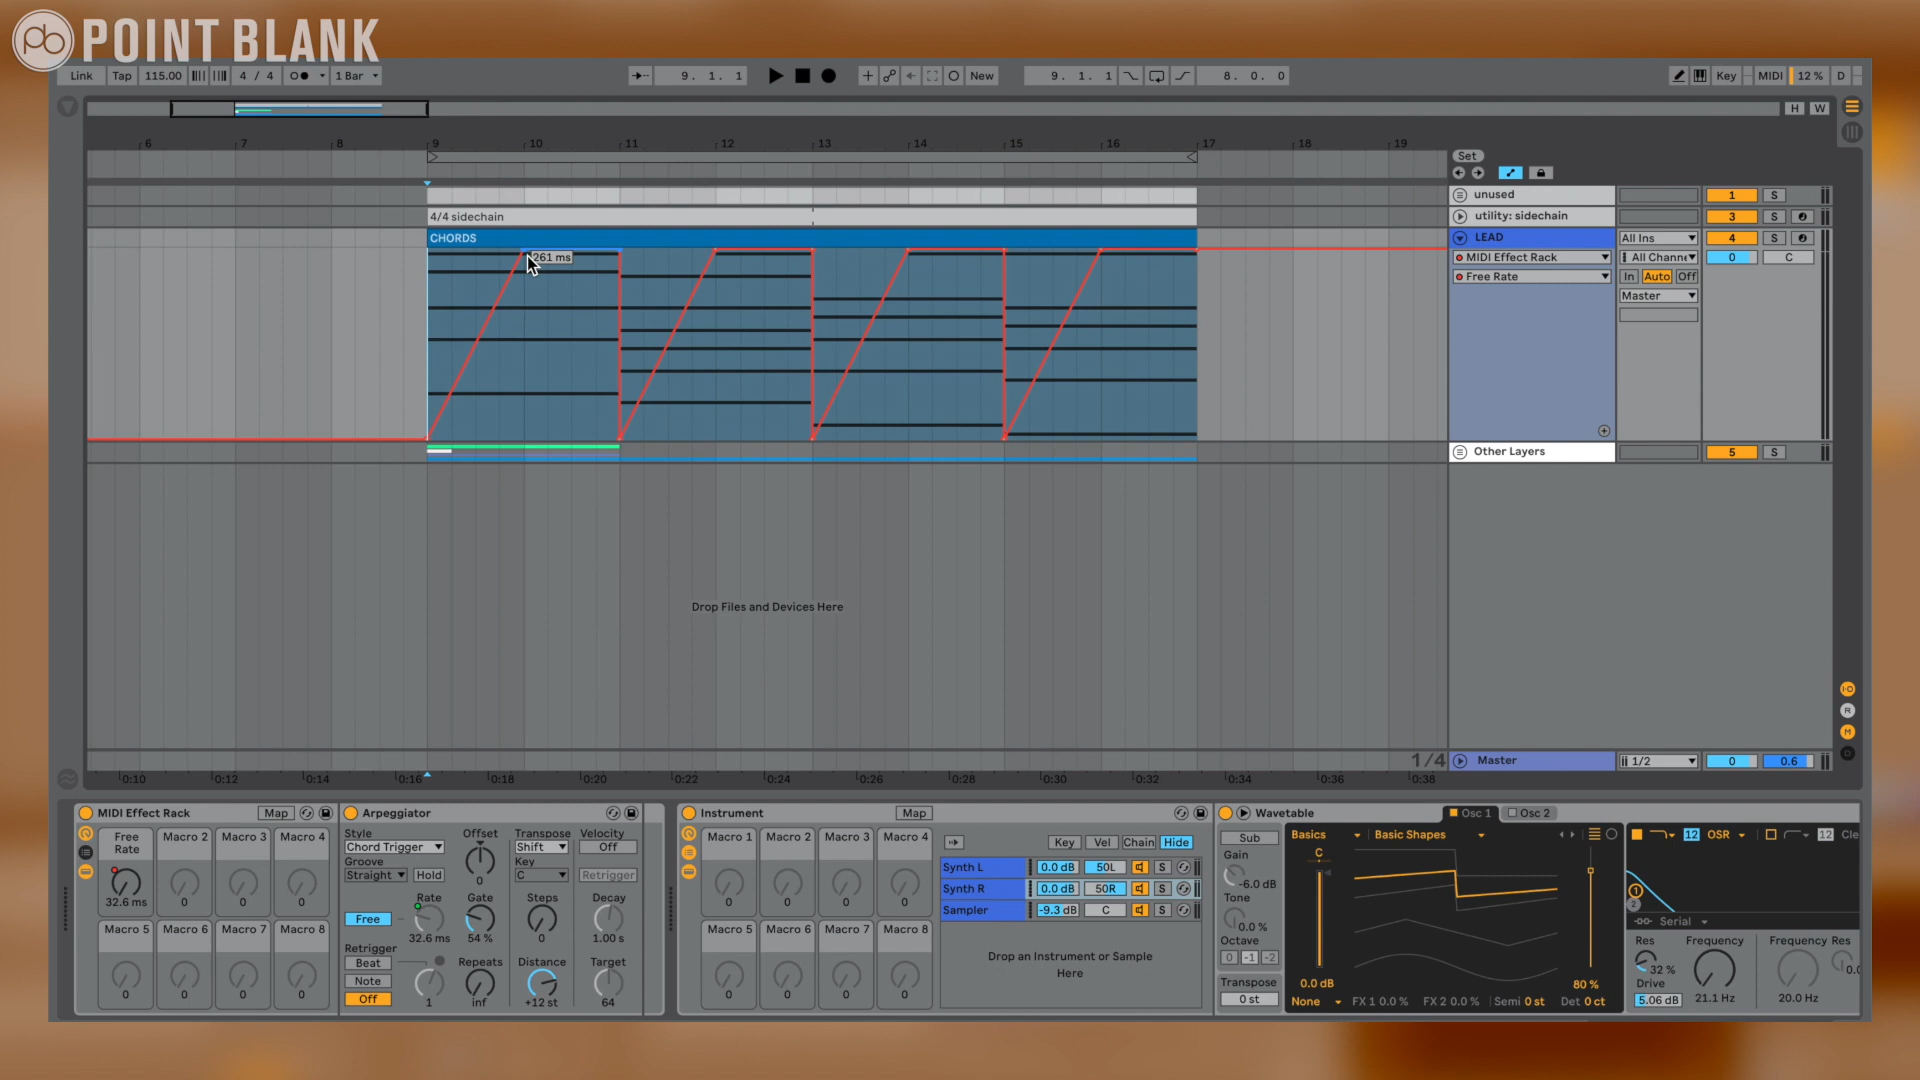 pb POINT BLANK
Link Tap 115.00 4 / 4 1 Bar 9. 1. 1 New 9. 1. 1 8. 0. 0 Key MIDI 12 % D
H W
6 7 8 9 10 11 12 13 14 15 16 17 18 19
Set
unused 1 S
4/4 sidechain utility: sidechain 3 S
CHORDS LEAD All Ins 4 S
261 ms MIDI Effect Rack All Channe 0 C
Free Rate In Auto Off
Master
Other Layers 5 S
Drop Files and Devices Here
1/4 Master 1/2 0 0.6
0:10 0:12 0:14 0:16 0:18 0:20 0:22 0:24 0:26 0:28 0:30 0:32 0:34 0:36 0:38
MIDI Effect Rack Map
Free Rate Macro 2 Macro 3 Macro 4
32.6 ms 0 0 0
Macro 5 Macro 6 Macro 7 Macro 8
0 0 0 0
Arpeggiator
Style Offset Transpose Velocity
Chord Trigger Shift Off
Groove Key
Straight Hold 0 C Retrigger
Rate Gate Steps Decay
Free
32.6 ms 54 % 0 1.00 s
Retrigger
Beat Repeats Distance Target
Note
Off 1 inf +12 st 64
Instrument Map
Macro 1 Macro 2 Macro 3 Macro 4
0 0 0 0
Macro 5 Macro 6 Macro 7 Macro 8
0 0 0 0
Key Vel Chain Hide
Synth L 0.0 dB 50L S
Synth R 0.0 dB 50R S
Sampler -9.3 dB C S
Drop an Instrument or Sample
Here
Wavetable Osc 1 Osc 2
Sub Basics Basic Shapes
Gain C
-6.0 dB
Tone
0.0 %
Octave
0 -1 -2
Transpose 0.0 dB 80 %
0 st None FX 1 0.0 % FX 2 0.0 % Semi 0 st Det 0 ct
12 OSR 12 Cle
1
2
Serial
Res Frequency Frequency Res
32 % 0.0
Drive
5.06 dB 21.1 Hz 20.0 Hz
I·O
R
M
D